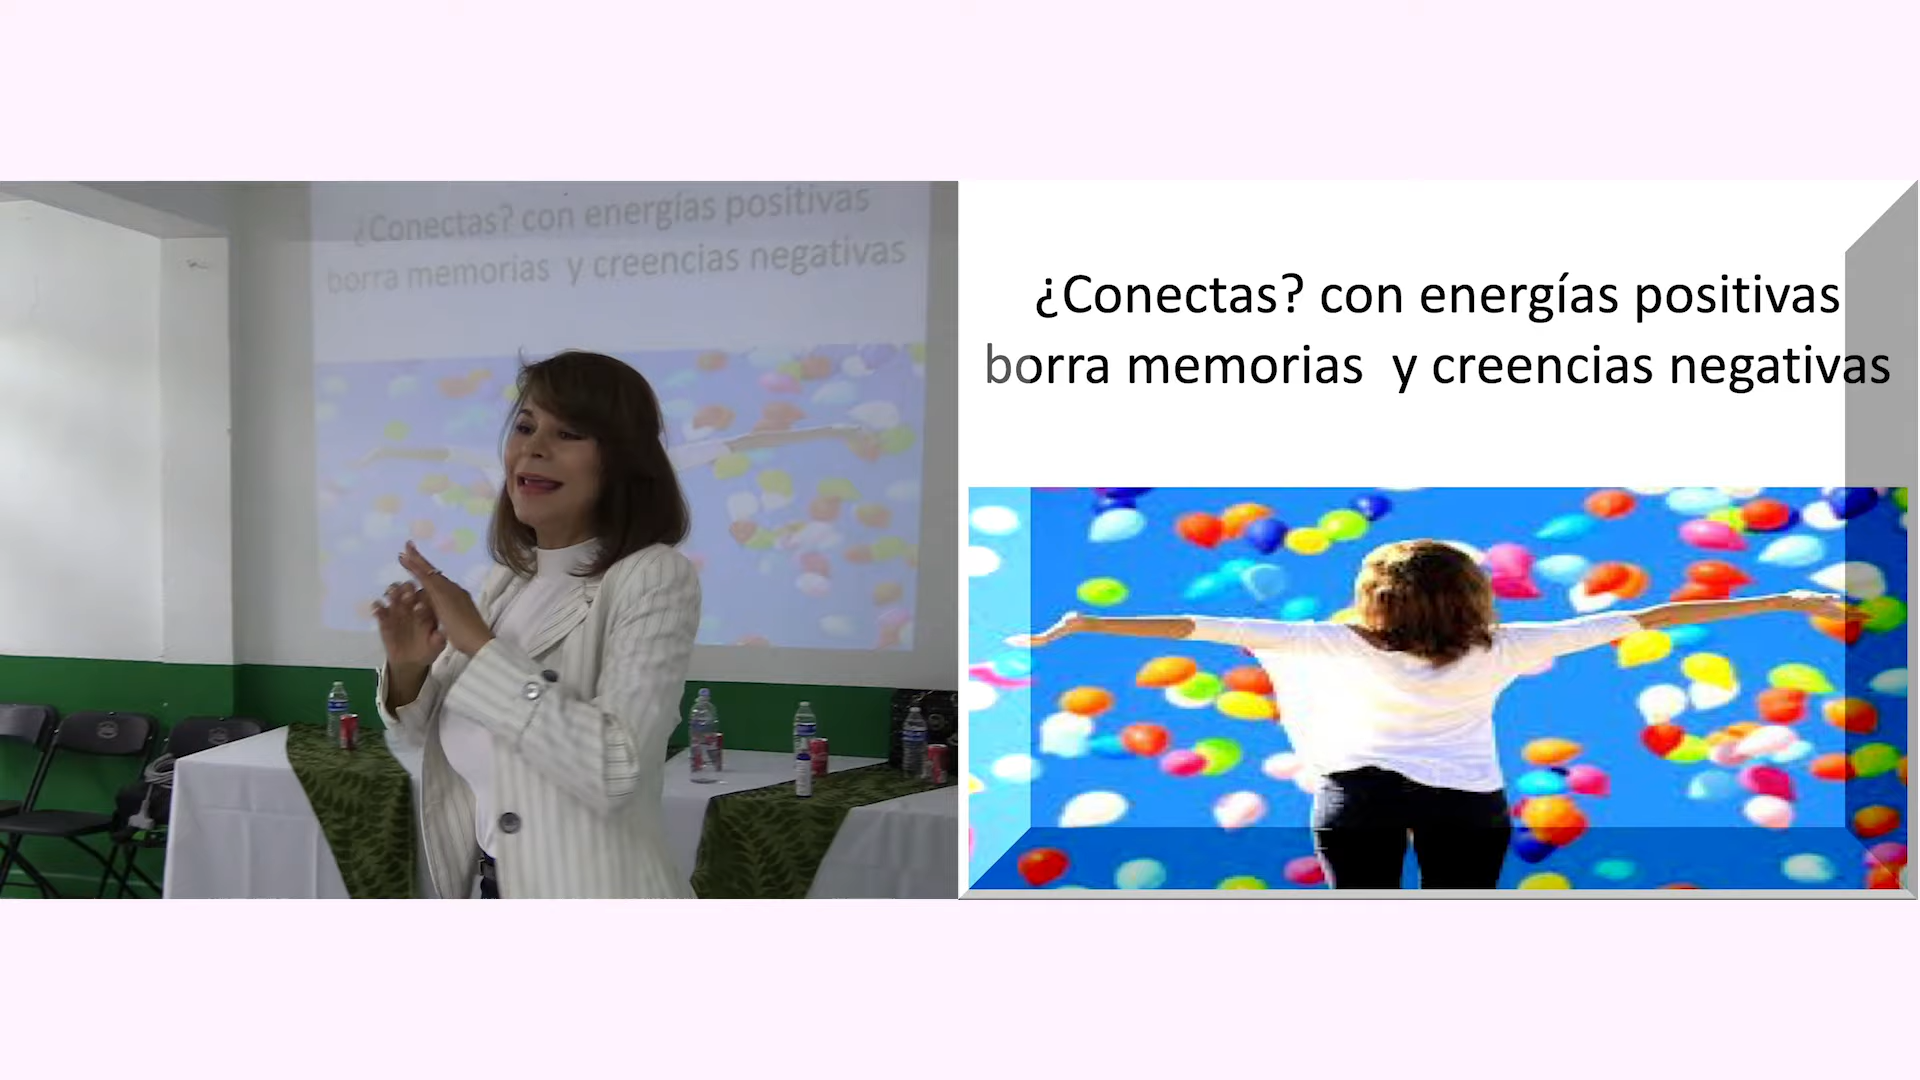 ¿Conectas? con energías positivas
borra memorias y creencias negativas
¿Conectas? con energías positivas
borra memorias y creencias negativas